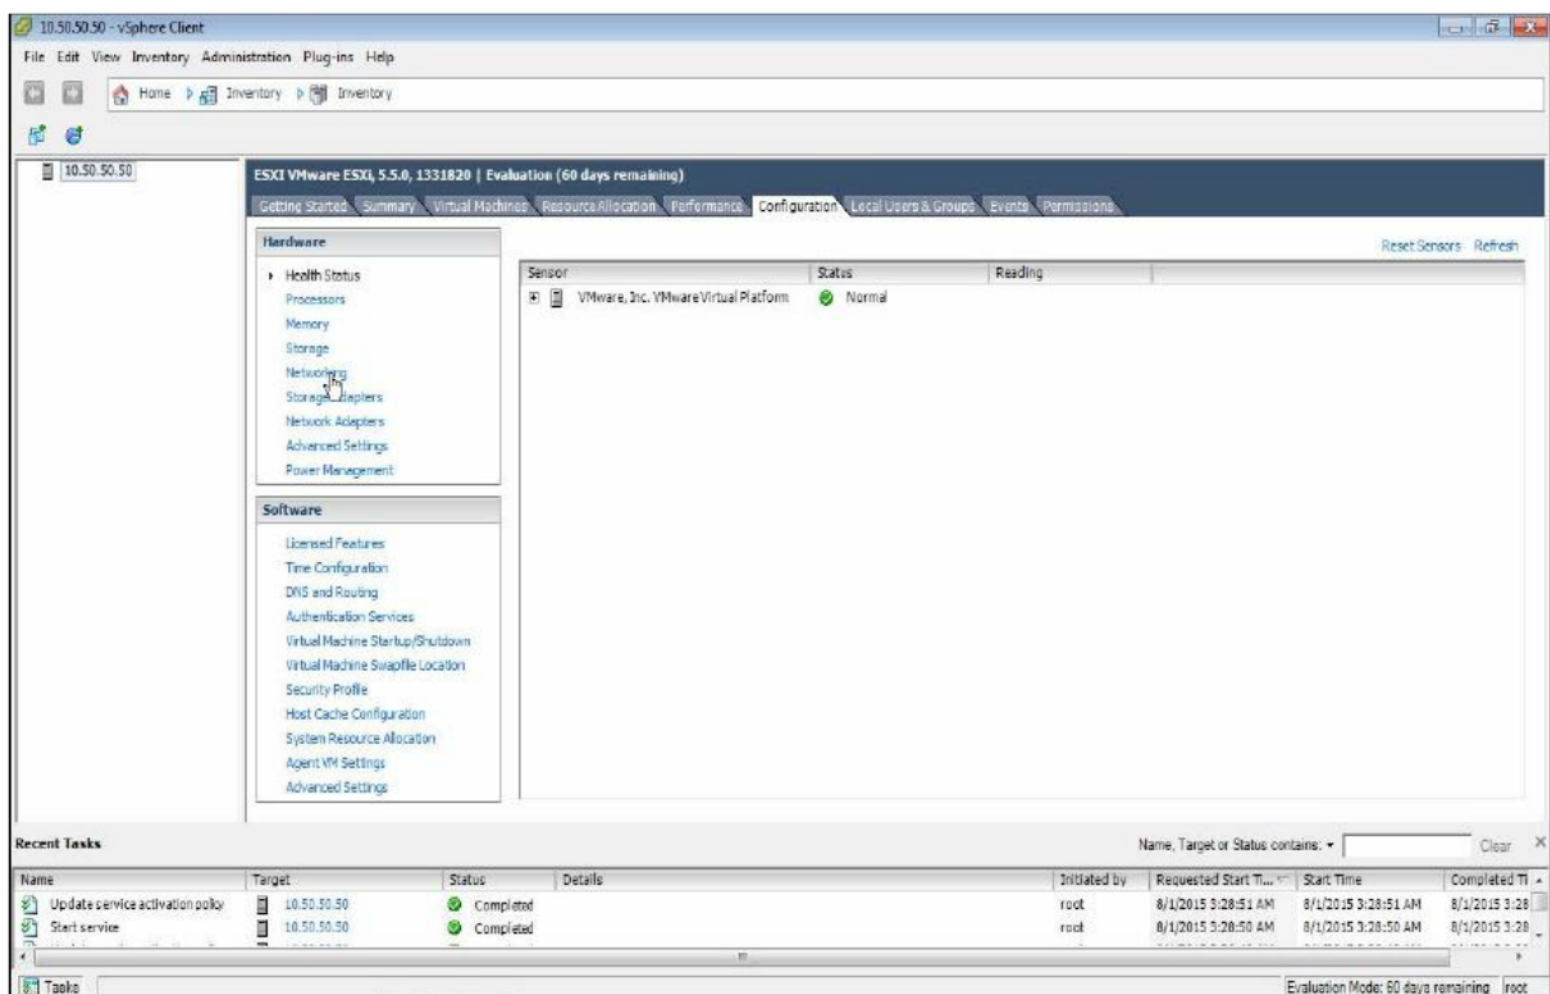 10.50.50.50 - vSphere Client
File Edit View Inventory Administration Plug-ins Help
Home Inventory Inventory
10.50.50.50
ESXI VMware ESXi, 5.5.0, 1331820 | Evaluation (60 days remaining)
Getting Started Summary Virtual Machines Resource Allocation Performance Configuration Local Users & Groups Events Permissions
Hardware
Health Status
Processors
Memory
Storage
Networking
Storage Adapters
Network Adapters
Advanced Settings
Power Management
Software
Licensed Features
Time Configuration
DNS and Routing
Authentication Services
Virtual Machine Startup/Shutdown
Virtual Machine Swapfile Location
Security Profile
Host Cache Configuration
System Resource Allocation
Agent VM Settings
Advanced Settings
Reset Sensors Refresh
Sensor Status Reading
VMware, Inc. VMware Virtual Platform Normal
Recent Tasks
Name, Target or Status contains: Clear
Name Target Status Details Initiated by Requested Start Ti... Start Time Completed Ti
Update service activation policy 10.50.50.50 Completed root 8/1/2015 3:28:51 AM 8/1/2015 3:28:51 AM 8/1/2015 3:28
Start service 10.50.50.50 Completed root 8/1/2015 3:28:50 AM 8/1/2015 3:28:50 AM 8/1/2015 3:28
Tasks Evaluation Mode: 60 days remaining root